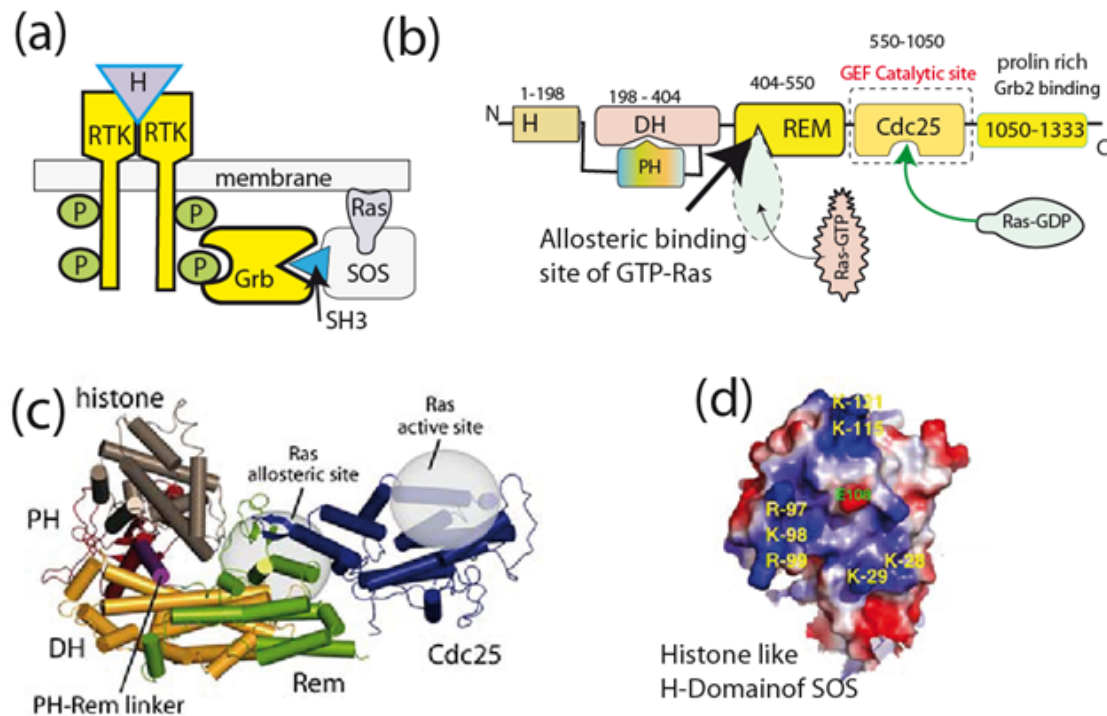 (a)
H
RTK
RTK
membrane
P
P
P
P
Ras
Grb
SOS
SH3
(b)
550-1050
GEF Catalytic site
prolin rich
Grb2 binding
1-198
198 - 404
404-550
N
H
DH
PH
REM
Cdc25
1050-1333
C
Allosteric binding
site of GTP-Ras
Ras-GTP
Ras-GDP
(c)
histone
Ras
active site
Ras
allosteric site
PH
DH
Cdc25
Rem
PH-Rem linker
(d)
K-121
K-115
E108
R-97
K-98
R-99
K-28
K-29
Histone like
H-Domainof SOS